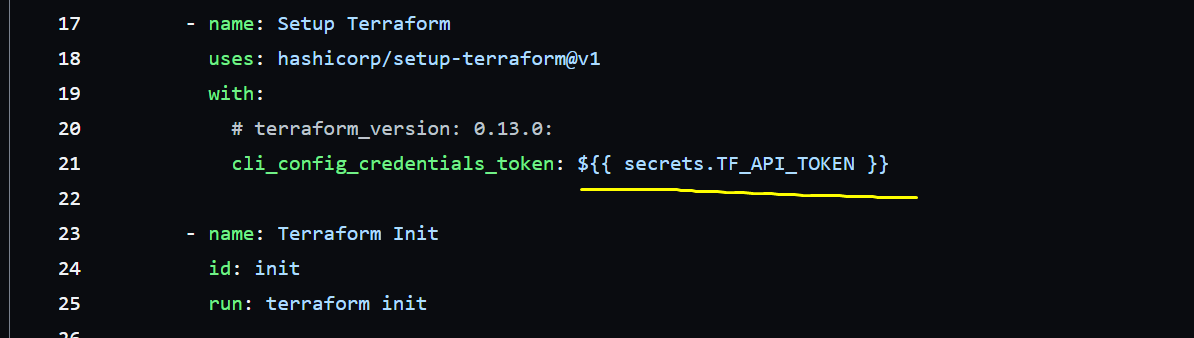 17 - name: Setup Terraform
18 uses: hashicorp/setup-terraform@v1
19 with:
20 # terraform_version: 0.13.0:
21 cli_config_credentials_token: ${{ secrets.TF_API_TOKEN }}
22
23 - name: Terraform Init
24 id: init
25 run: terraform init